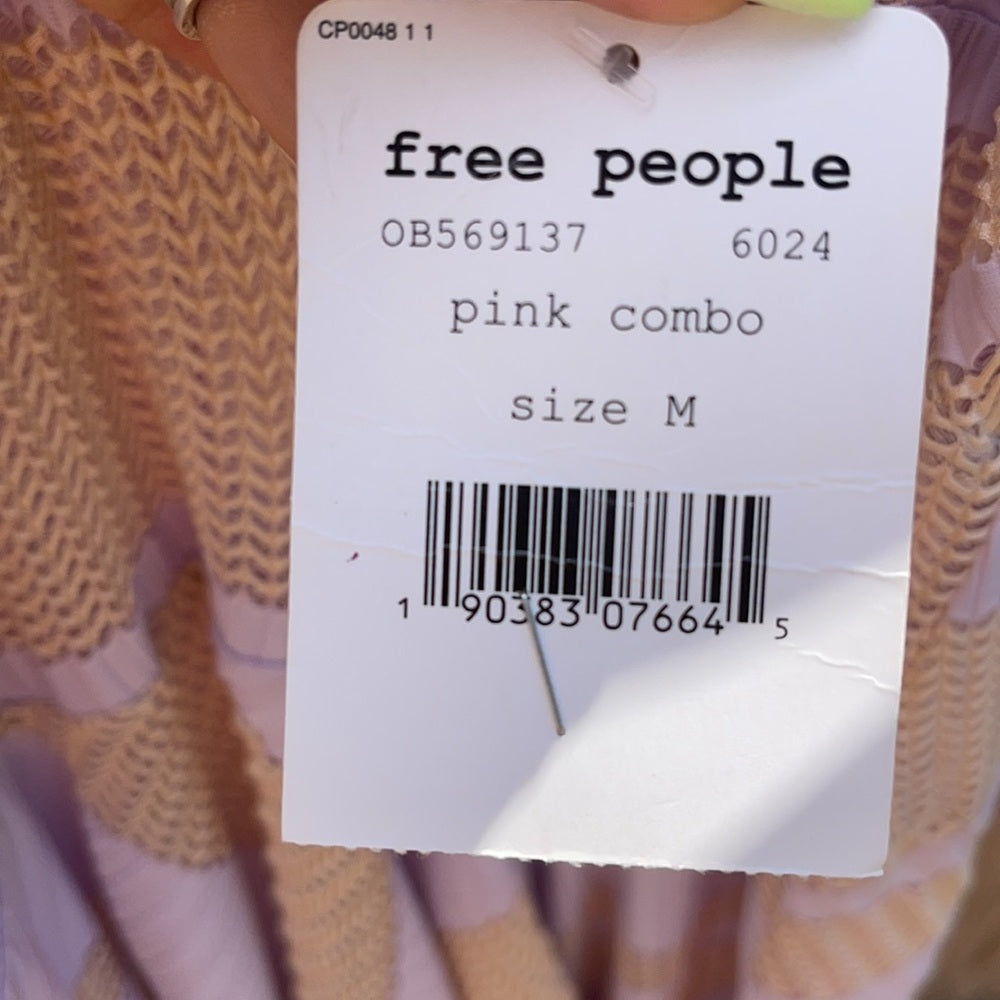 CP0048 1 1
free people
OB569137 6024
pink combo
size M
1 90383 07664 5